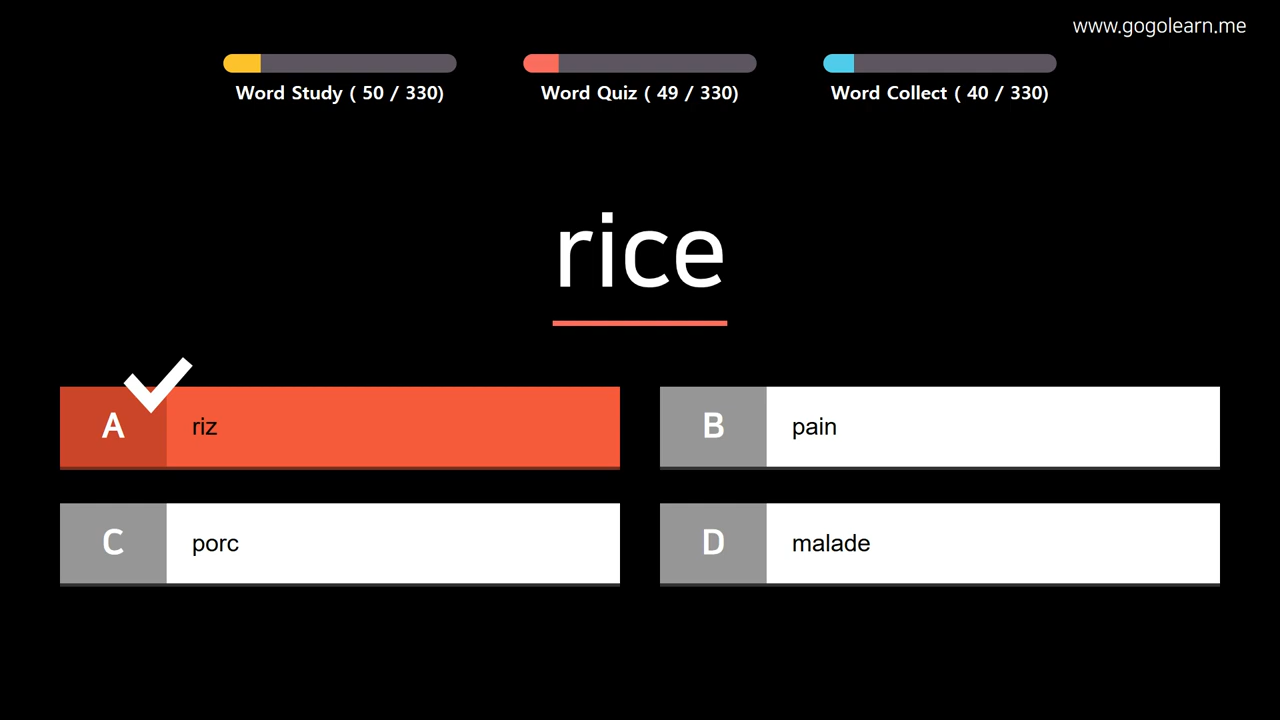 www.gogolearn.me
Word Study ( 50 / 330)
Word Quiz ( 49 / 330)
Word Collect ( 40 / 330)
rice
A riz
B pain
C porc
D malade